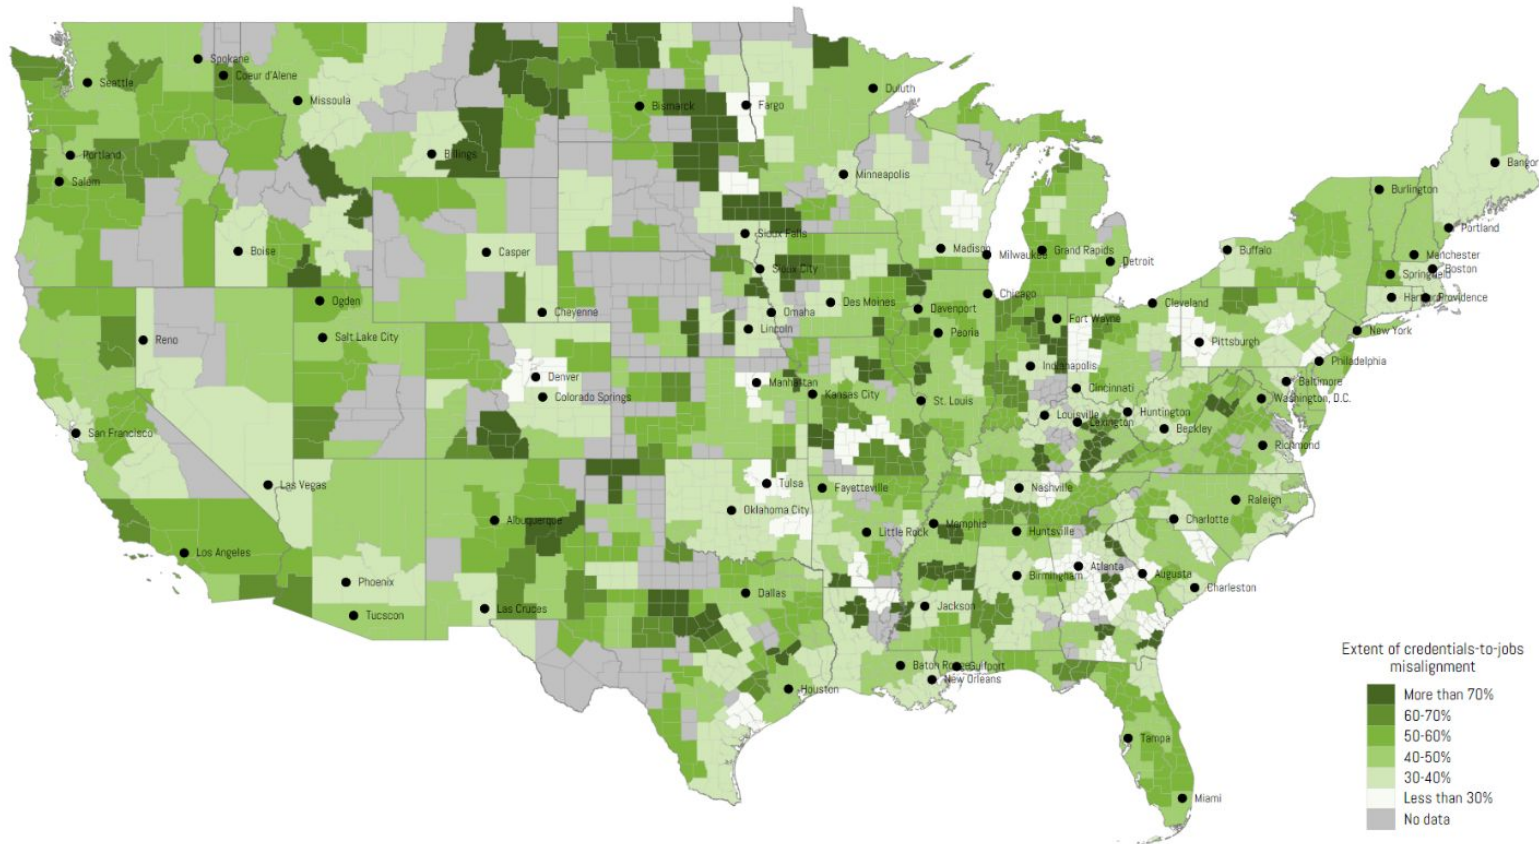 Spokane
Coeur d'Alene
Seattle
Missoula
Duluth
Bismarck
Fargo
Portland
Billings
Bangor
Salem
Minneapolis
Burlington
Portland
Sioux Falls
Boise
Casper
Madison
Milwaukee
Grand Rapids
Detroit
Buffalo
Manchester
Sioux City
Springfield
Boston
Ogden
Cheyenne
Omaha
Des Moines
Davenport
Chicago
Cleveland
Providence
Reno
Salt Lake City
Lincoln
Peoria
Fort Wayne
Pittsburgh
New York
Denver
Manhattan
Indianapolis
Philadelphia
Colorado Springs
Kansas City
St. Louis
Cincinnati
Baltimore
Washington, D.C.
San Francisco
Louisville
Lexington
Huntington
Beckley
Richmond
Las Vegas
Tulsa
Fayetteville
Nashville
Raleigh
Albuquerque
Oklahoma City
Memphis
Charlotte
Los Angeles
Little Rock
Huntsville
Phoenix
Birmingham
Atlanta
Augusta
Tucscon
Las Cruces
Dallas
Jackson
Charleston
Baton Rouge
Gulfport
New Orleans
Houston
Tampa
Miami
Extent of credentials-to-jobs
misalignment
More than 70%
60-70%
50-60%
40-50%
30-40%
Less than 30%
No data